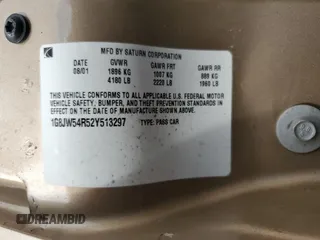 MFD BY SATURN CORPORATION
DATE GVWR GAWR FRT GAWR RR
08/01 1896 KG 1007 KG 889 KG
4180 LB 2220 LB 1960 LB
THIS VEHICLE CONFORMS TO ALL APPLICABLE U.S. FEDERAL MOTOR
VEHICLE SAFETY, BUMPER, AND THEFT PREVENTION STANDARDS
IN EFFECT ON THE DATE OF MANUFACTURE SHOWN ABOVE.
1G8JW54R52Y513297 TYPE: PASS CAR
DREAMBID